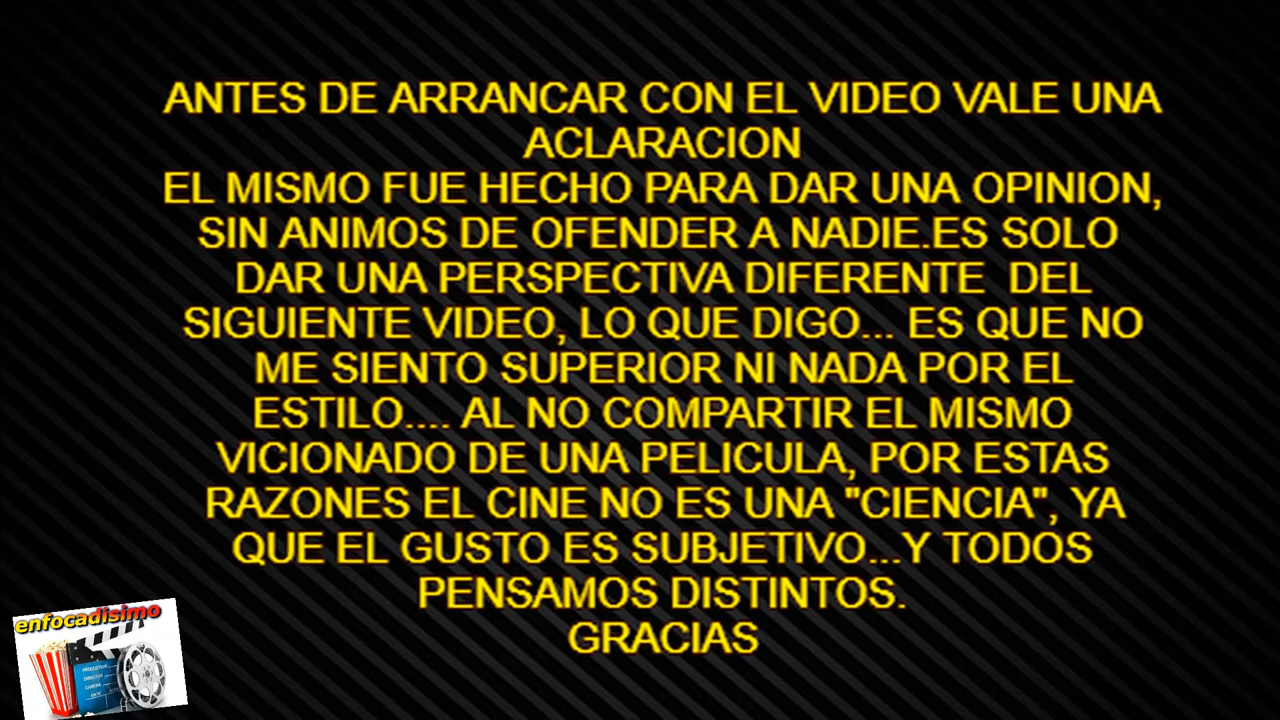 ANTES DE ARRANCAR CON EL VIDEO VALE UNA
ACLARACION
EL MISMO FUE HECHO PARA DAR UNA OPINION,
SIN ANIMOS DE OFENDER A NADIE.ES SOLO
DAR UNA PERSPECTIVA DIFERENTE  DEL
SIGUIENTE VIDEO, LO QUE DIGO... ES QUE NO
ME SIENTO SUPERIOR NI NADA POR EL
ESTILO.... AL NO COMPARTIR EL MISMO
VICIONADO DE UNA PELICULA, POR ESTAS
RAZONES EL CINE NO ES UNA "CIENCIA", YA
QUE EL GUSTO ES SUBJETIVO...Y TODOS
PENSAMOS DISTINTOS.
GRACIAS
enfocadisimo